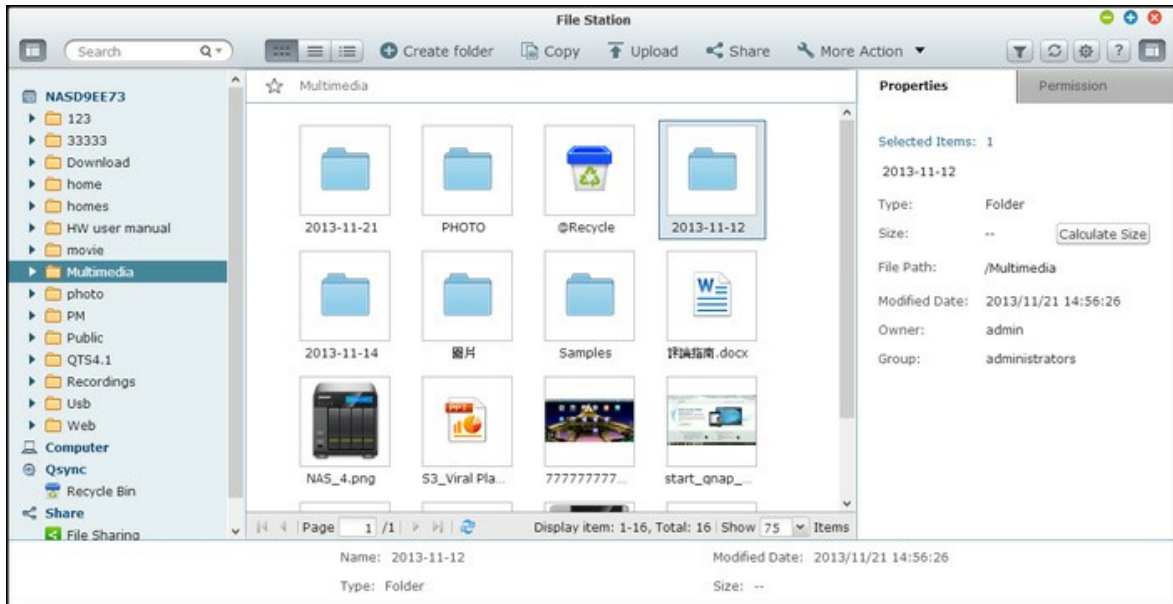 File Station
Search
Create folder
Copy
Upload
Share
More Action
?
NASD9EE73
123
33333
Download
home
homes
HW user manual
movie
Multimedia
photo
PM
Public
QTS4.1
Recordings
Usb
Web
Computer
Qsync
Recycle Bin
Share
File Sharing
Multimedia
2013-11-21
PHOTO
@Recycle
2013-11-12
2013-11-14
圖片
Samples
評論指南.docx
NAS_4.png
PPT
S3_Viral Pla...
777777777...
start_qnap_...
Page 1 /1
Display item: 1-16, Total: 16
Show 75 Items
Properties
Permission
Selected Items: 1
2013-11-12
Type: Folder
Size: --
Calculate Size
File Path: /Multimedia
Modified Date: 2013/11/21 14:56:26
Owner: admin
Group: administrators
Name: 2013-11-12
Modified Date: 2013/11/21 14:56:26
Type: Folder
Size: --